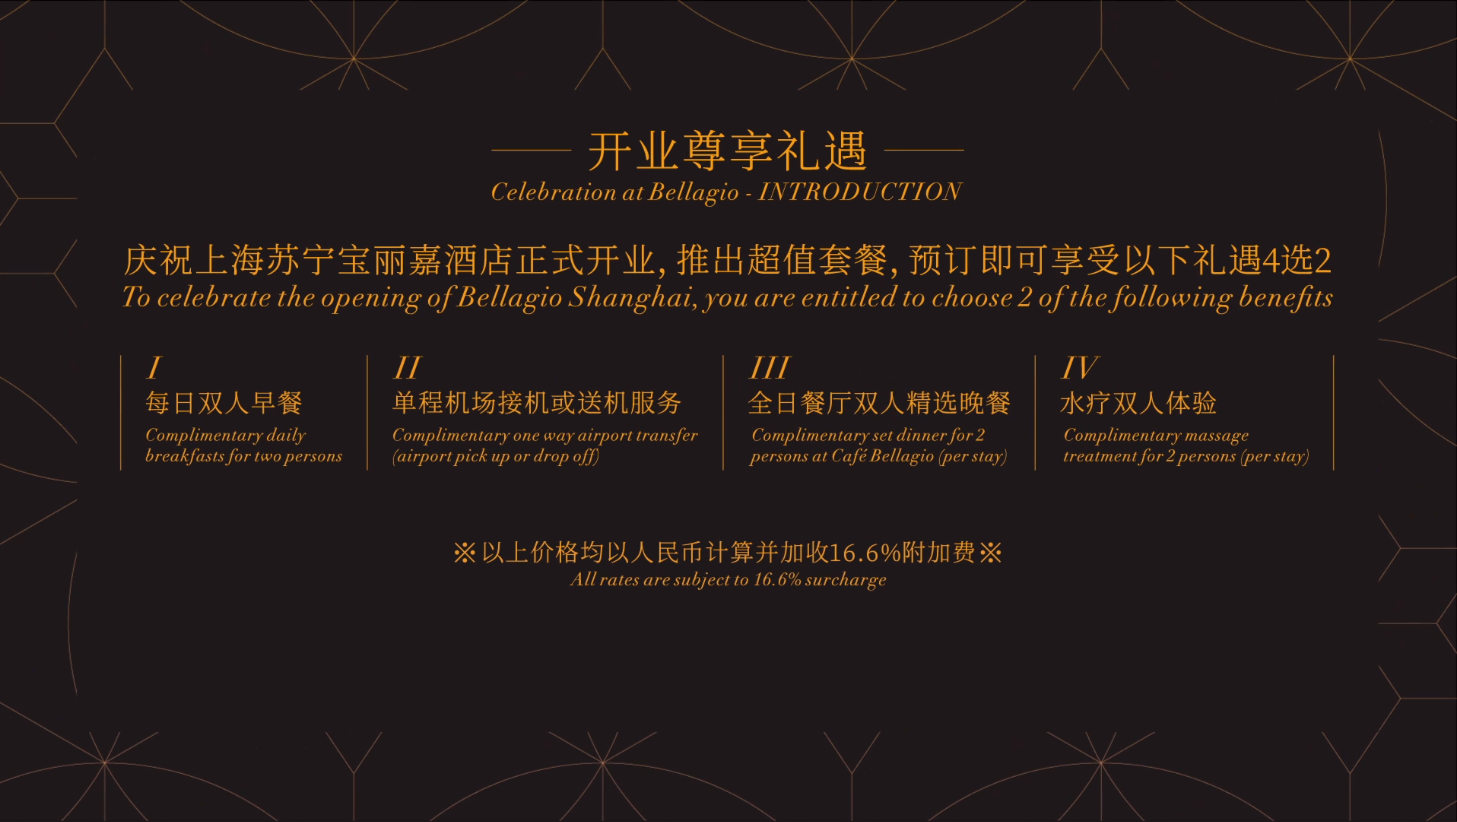 开业尊享礼遇
Celebration at Bellagio - INTRODUCTION
庆祝上海苏宁宝丽嘉酒店正式开业, 推出超值套餐, 预订即可享受以下礼遇4选2
To celebrate the opening of Bellagio Shanghai, you are entitled to choose 2 of the following benefits
I
每日双人早餐
Complimentary daily
breakfasts for two persons
II
单程机场接机或送机服务
Complimentary one way airport transfer
(airport pick up or drop off)
III
全日餐厅双人精选晚餐
Complimentary set dinner for 2
persons at Café Bellagio (per stay)
IV
水疗双人体验
Complimentary massage
treatment for 2 persons (per stay)
※以上价格均以人民币计算并加收16.6%附加费※
All rates are subject to 16.6% surcharge